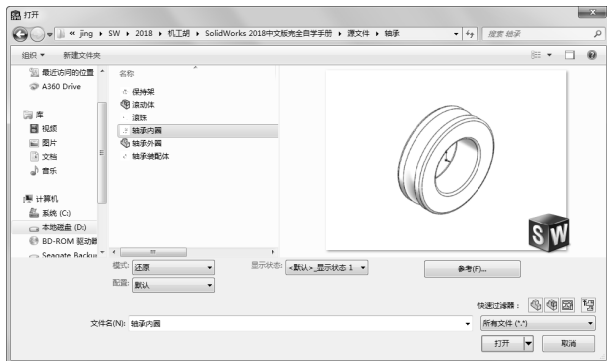 打开
« jing ▸ SW ▸ 2018 ▸ 机工胡 ▸ SolidWorks 2018中文版完全自学手册 ▸ 源文件 ▸ 轴承
搜索 轴承
组织 新建文件夹
最近访问的位置
A360 Drive
库
视频
图片
文档
音乐
计算机
系统 (C:)
本地磁盘 (D:)
BD-ROM 驱动器
Seagate Backup
名称
保持架
滚动体
滚珠
轴承内圈
轴承外圈
轴承装配体
SW
模式: 还原
显示状态: <默认>_显示状态 1
参考(F)...
配置: 默认
快速过滤器：
文件名(N): 轴承内圈
所有文件 (*.*)
打开
取消